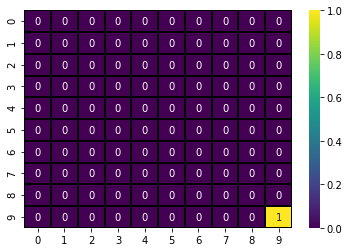 0 0 0 0 0 0 0 0 0 0 0 1.0
1 0 0 0 0 0 0 0 0 0 0
2 0 0 0 0 0 0 0 0 0 0 0.8
3 0 0 0 0 0 0 0 0 0 0
4 0 0 0 0 0 0 0 0 0 0 0.6
5 0 0 0 0 0 0 0 0 0 0
6 0 0 0 0 0 0 0 0 0 0 0.4
7 0 0 0 0 0 0 0 0 0 0
8 0 0 0 0 0 0 0 0 0 0 0.2
9 0 0 0 0 0 0 0 0 0 1 0.0
0 1 2 3 4 5 6 7 8 9